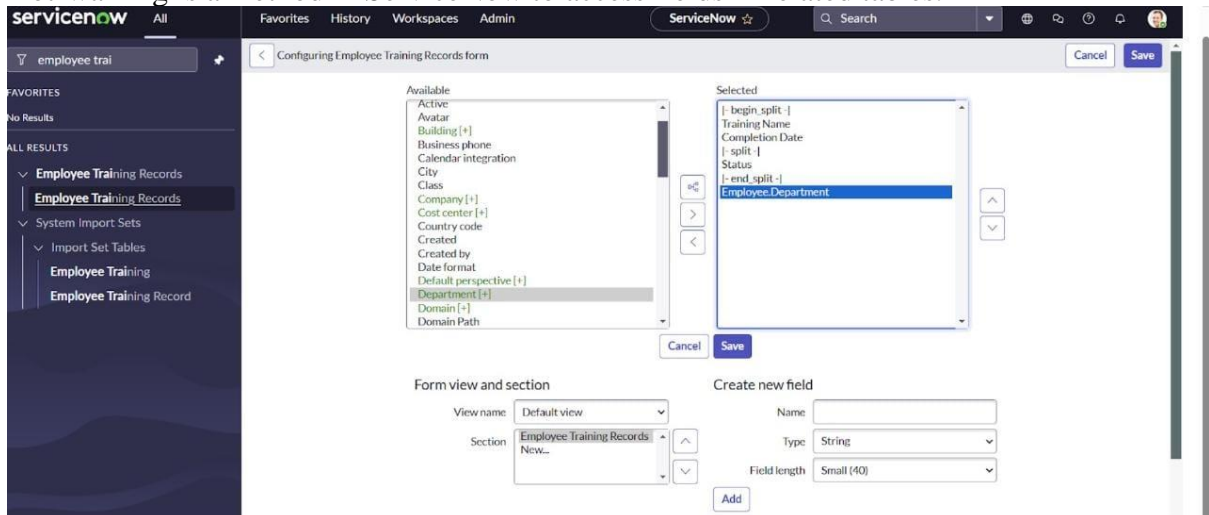 servicenow All Favorites History Workspaces Admin ServiceNow ☆ Search
employee trai
Configuring Employee Training Records form
Cancel Save
FAVORITES
No Results
ALL RESULTS
Employee Training Records
Employee Training Records
System Import Sets
Import Set Tables
Employee Training
Employee Training Record
Available
Active
Avatar
Building [+]
Business phone
Calendar integration
City
Class
Company [+]
Cost center [+]
Country code
Created
Created by
Date format
Default perspective [+]
Department [+]
Domain [+]
Domain Path
Selected
|- begin_split -|
Training Name
Completion Date
|- split -|
Status
|- end_split -|
Employee.Department
Cancel Save
Form view and section
View name Default view
Section Employee Training Records
New...
Create new field
Name
Type String
Field length Small (40)
Add